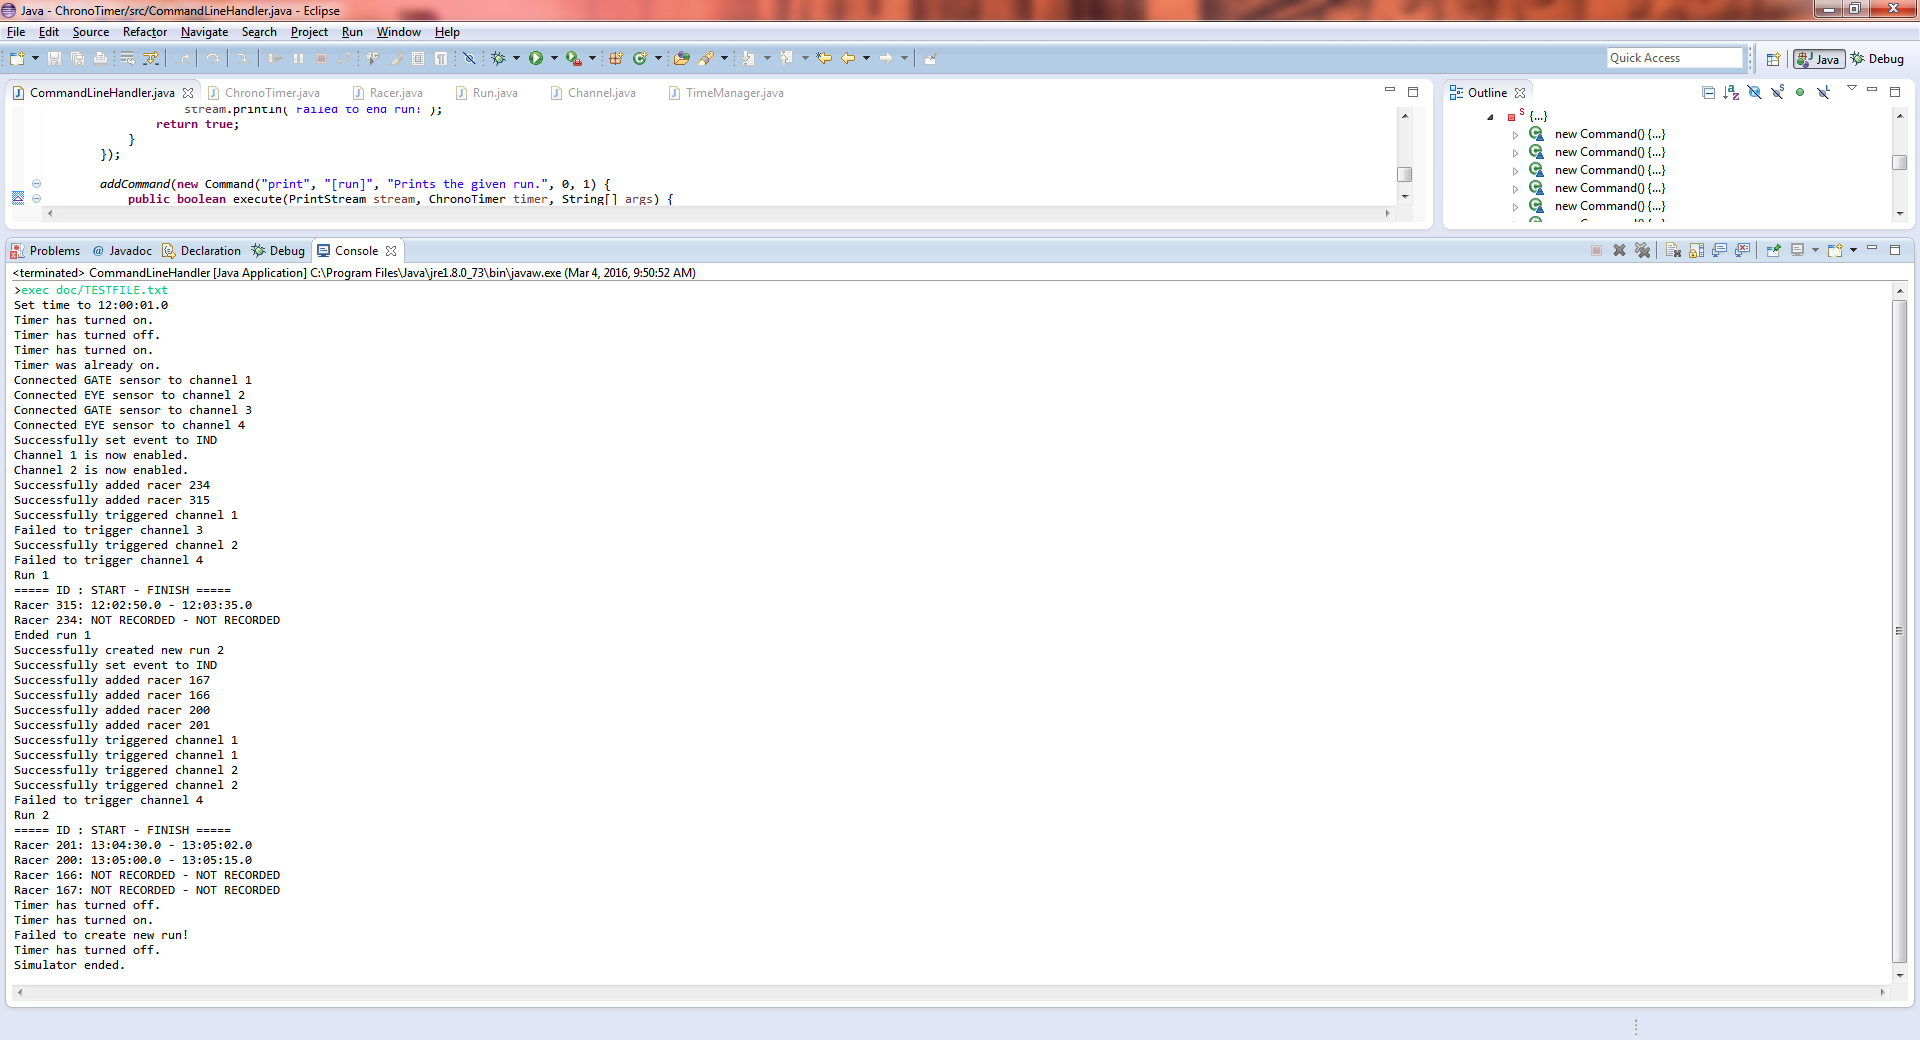 Java - ChronoTimer/src/CommandLineHandler.java - Eclipse
File Edit Source Refactor Navigate Search Project Run Window Help
Quick Access
Java
Debug
CommandLineHandler.java
ChronoTimer.java
Racer.java
Run.java
Channel.java
TimeManager.java
stream.println("Failed to end run!");
return true;
}
});
addCommand(new Command("print", "[run]", "Prints the given run.", 0, 1) {
public boolean execute(PrintStream stream, ChronoTimer timer, String[] args) {
Outline
{...}
new Command() {...}
new Command() {...}
new Command() {...}
new Command() {...}
new Command() {...}
Problems @ Javadoc Declaration Debug Console
<terminated> CommandLineHandler [Java Application] C:\Program Files\Java\jre1.8.0_73\bin\javaw.exe (Mar 4, 2016, 9:50:52 AM)
>exec doc/TESTFILE.txt
Set time to 12:00:01.0
Timer has turned on.
Timer has turned off.
Timer has turned on.
Timer was already on.
Connected GATE sensor to channel 1
Connected EYE sensor to channel 2
Connected GATE sensor to channel 3
Connected EYE sensor to channel 4
Successfully set event to IND
Channel 1 is now enabled.
Channel 2 is now enabled.
Successfully added racer 234
Successfully added racer 315
Successfully triggered channel 1
Failed to trigger channel 3
Successfully triggered channel 2
Failed to trigger channel 4
Run 1
===== ID : START - FINISH =====
Racer 315: 12:02:50.0 - 12:03:35.0
Racer 234: NOT RECORDED - NOT RECORDED
Ended run 1
Successfully created new run 2
Successfully set event to IND
Successfully added racer 167
Successfully added racer 166
Successfully added racer 200
Successfully added racer 201
Successfully triggered channel 1
Successfully triggered channel 1
Successfully triggered channel 2
Successfully triggered channel 2
Failed to trigger channel 4
Run 2
===== ID : START - FINISH =====
Racer 201: 13:04:30.0 - 13:05:02.0
Racer 200: 13:05:00.0 - 13:05:15.0
Racer 166: NOT RECORDED - NOT RECORDED
Racer 167: NOT RECORDED - NOT RECORDED
Timer has turned off.
Timer has turned on.
Failed to create new run!
Timer has turned off.
Simulator ended.